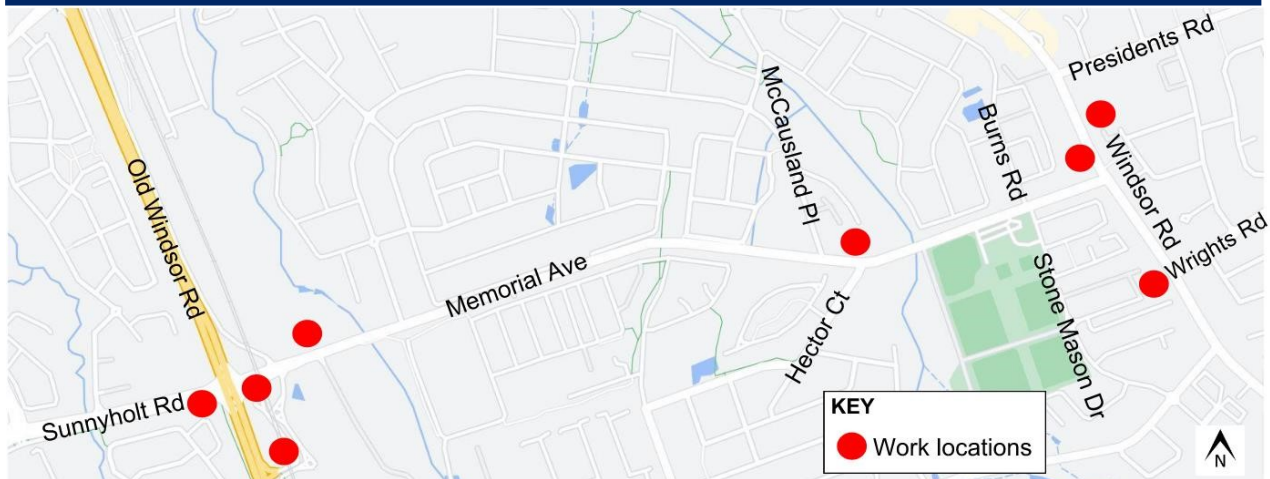 Presidents Rd
McCausland Pl
Burns Rd
Windsor Rd
Old Windsor Rd
Wrights Rd
Memorial Ave
Stone Mason Dr
Hector Ct
Sunnyholt Rd
KEY
Work locations
N